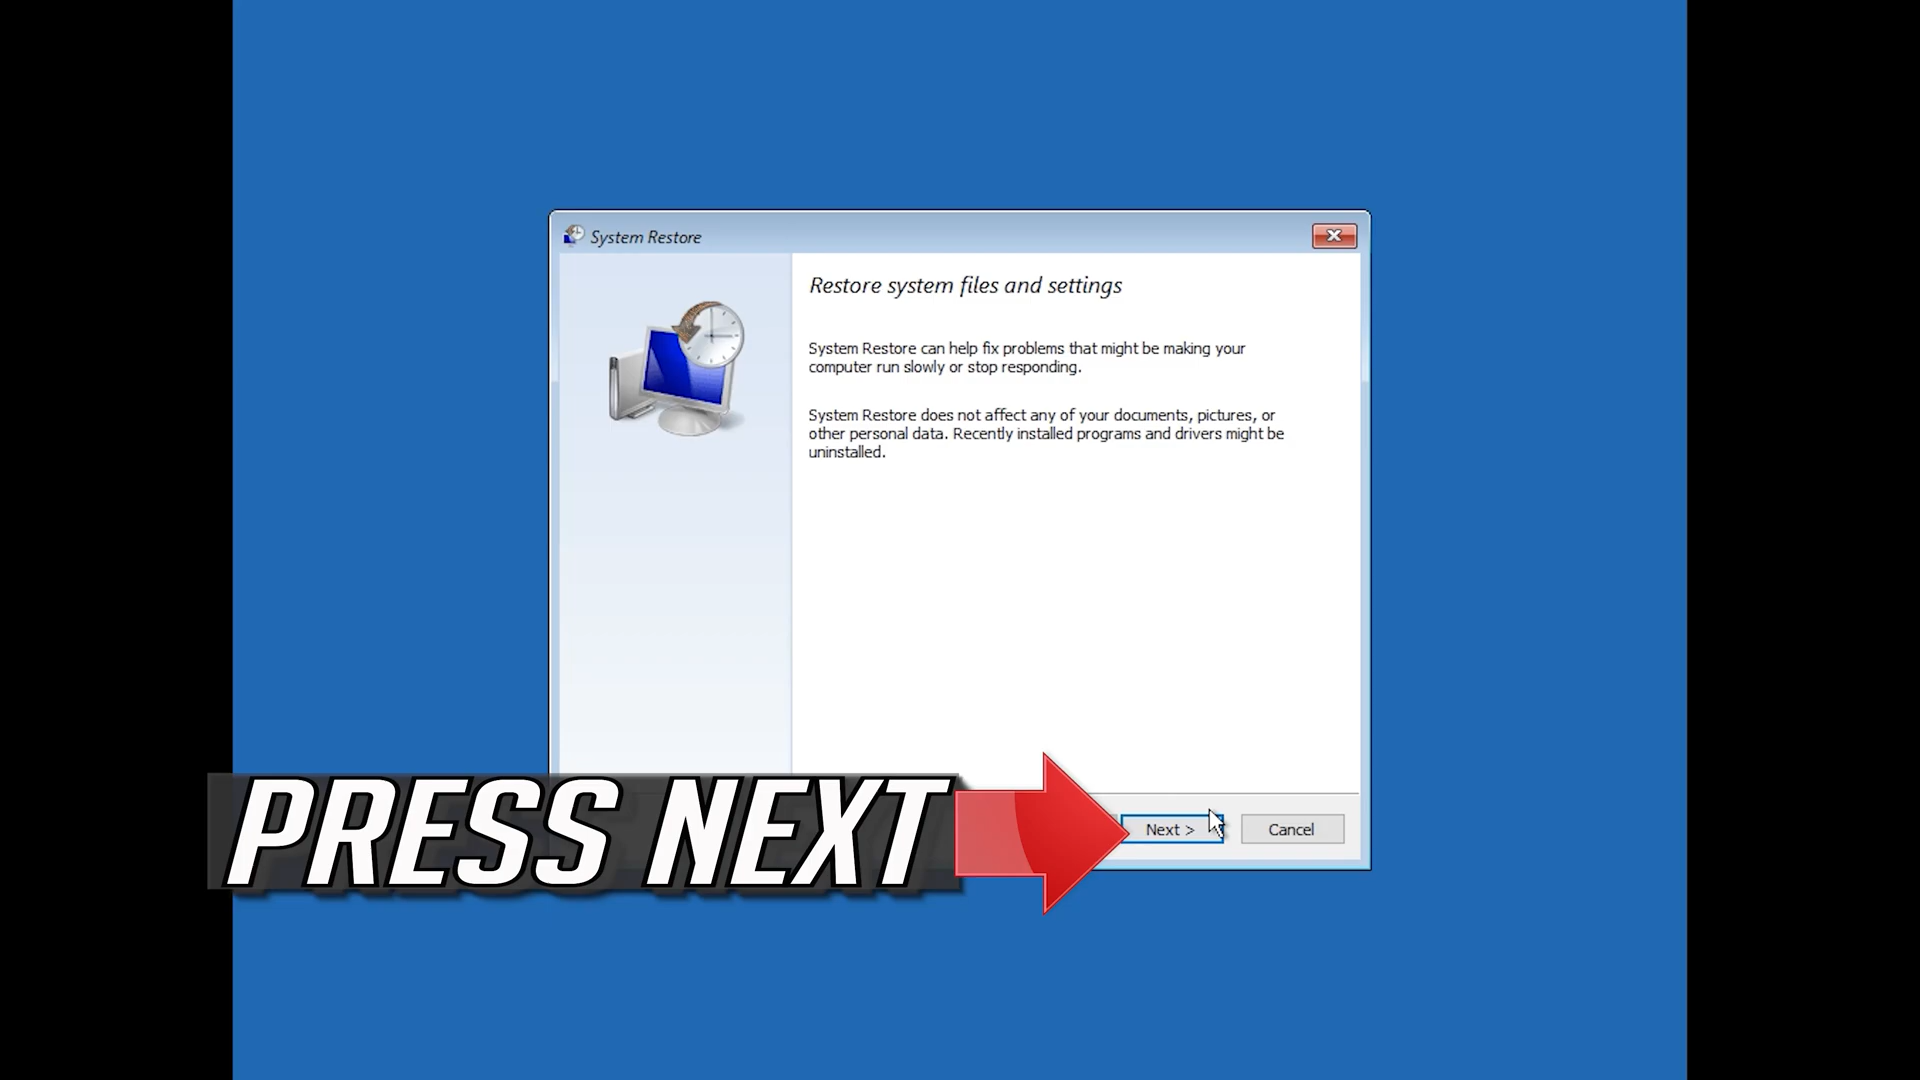 System Restore
Restore system files and settings
System Restore can help fix problems that might be making your
computer run slowly or stop responding.
System Restore does not affect any of your documents, pictures, or
other personal data. Recently installed programs and drivers might be
uninstalled.
PRESS NEXT
Next >
Cancel